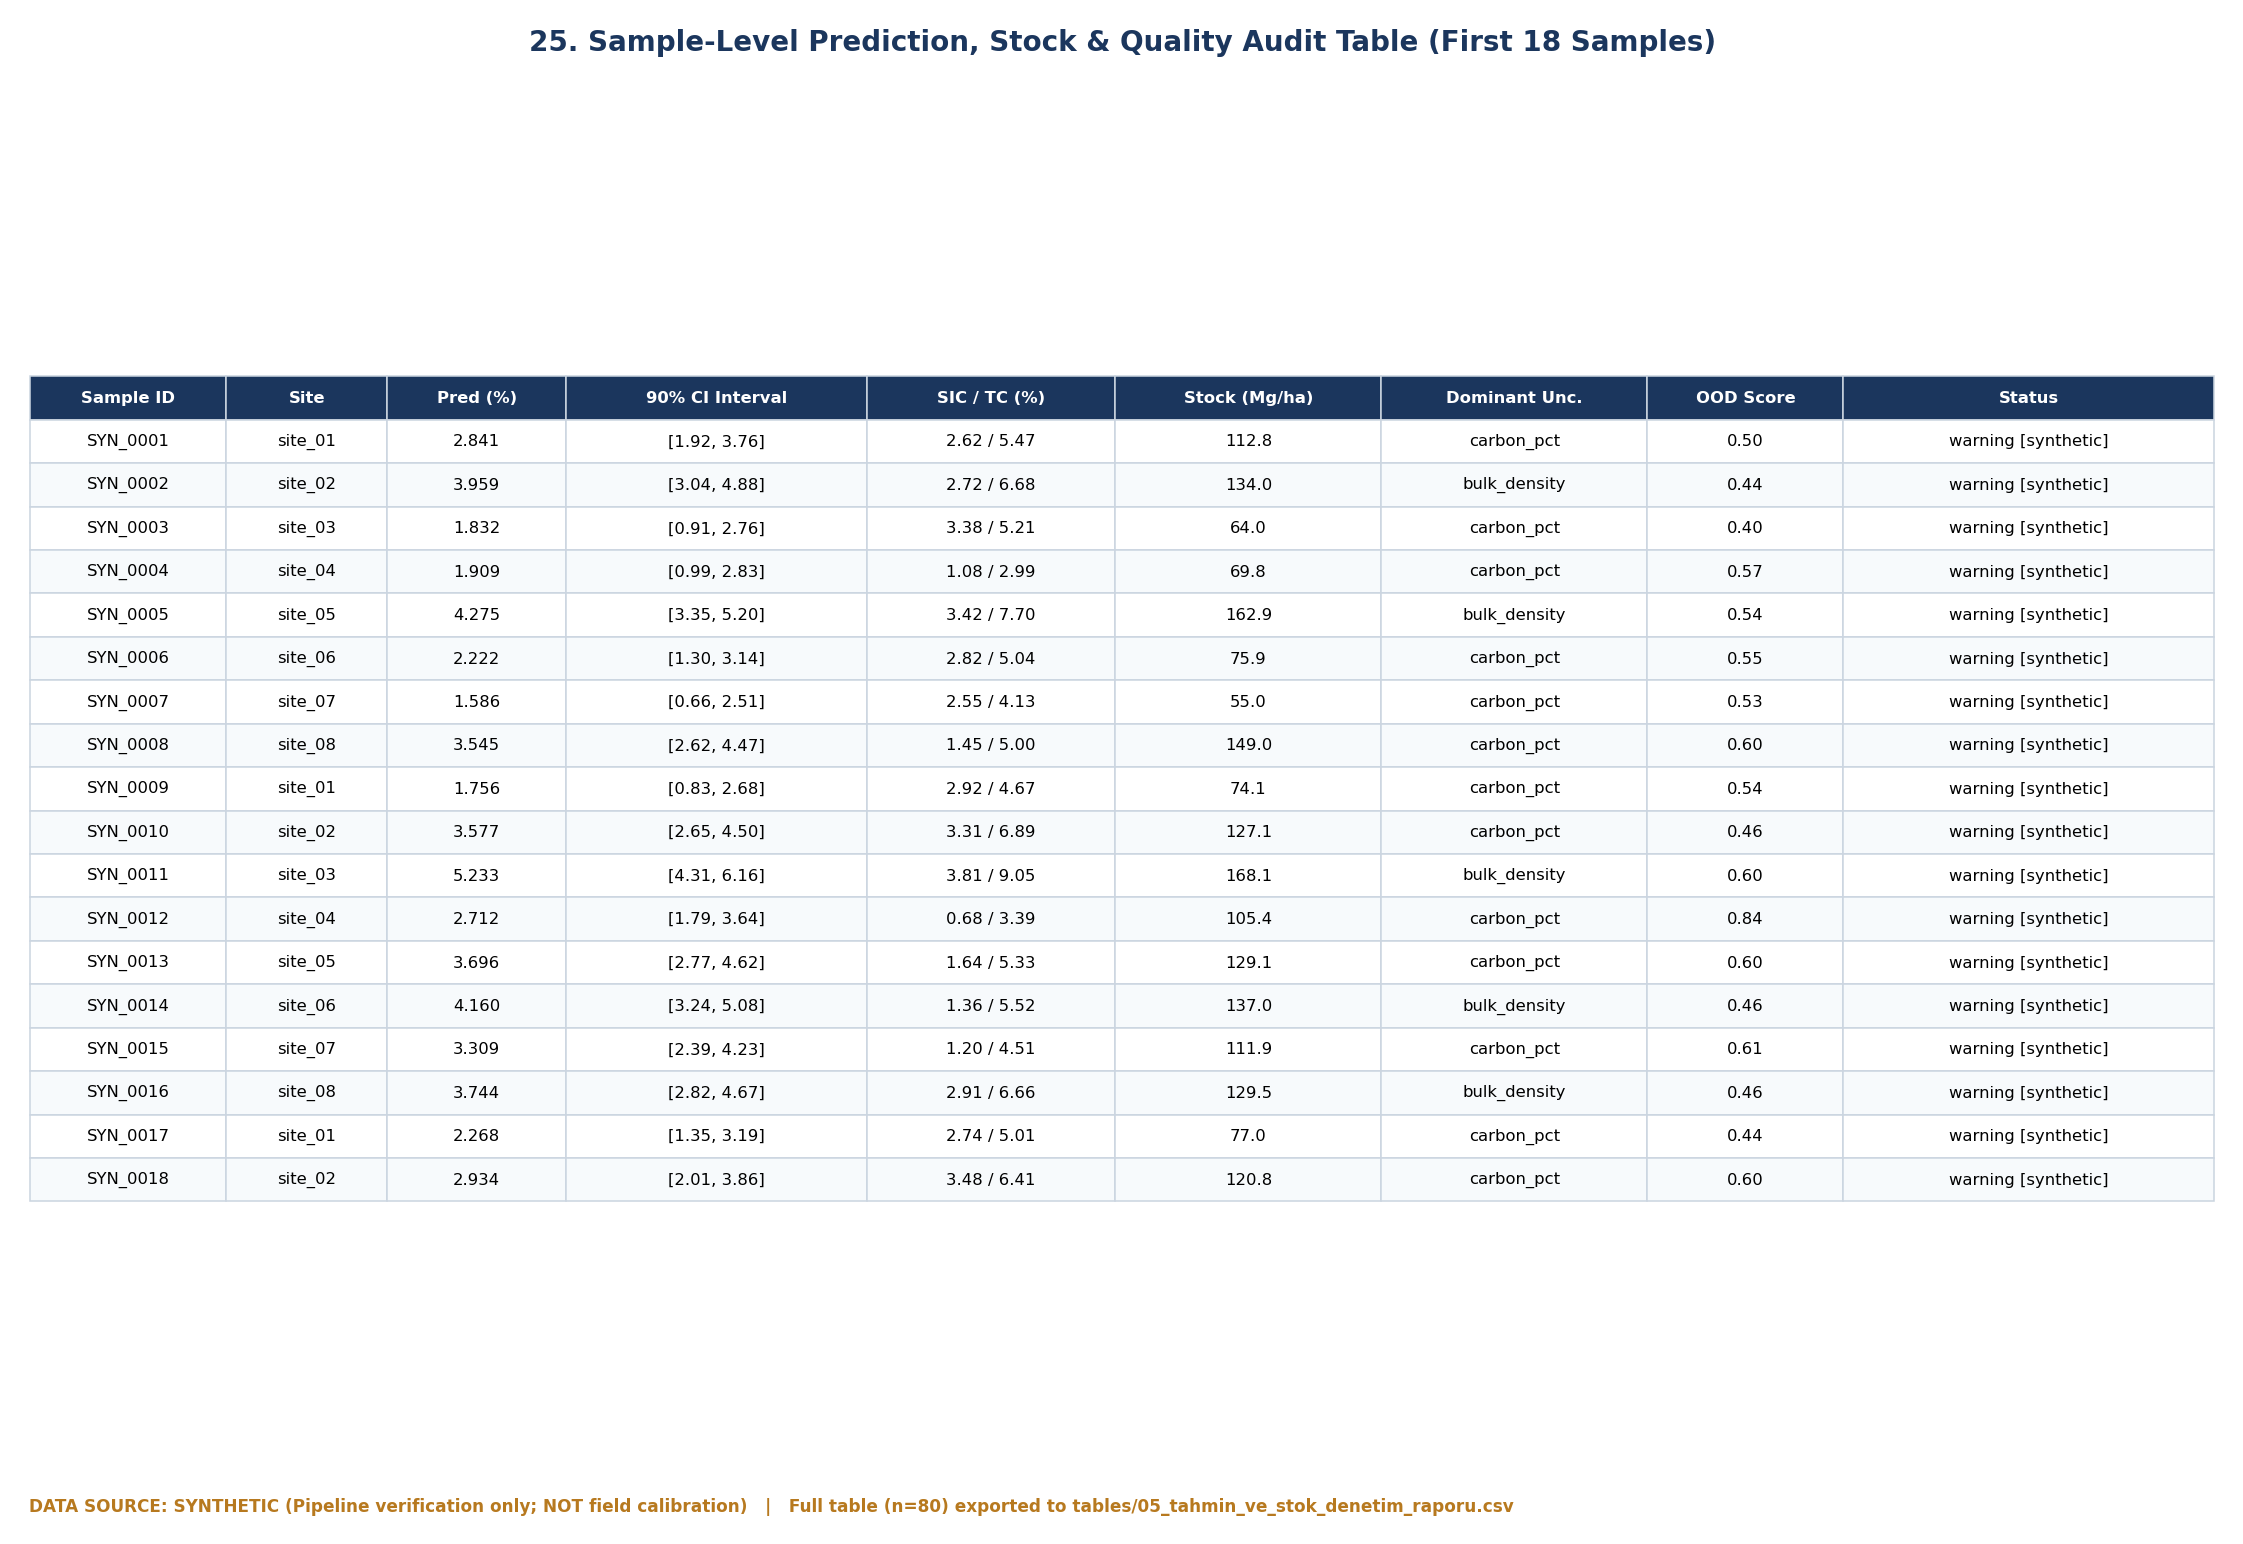 25. Sample-Level Prediction, Stock & Quality Audit Table (First 18 Samples)
Sample ID Site Pred (%) 90% CI Interval SIC / TC (%) Stock (Mg/ha) Dominant Unc. OOD Score Status
SYN_0001 site_01 2.841 [1.92, 3.76] 2.62 / 5.47 112.8 carbon_pct 0.50 warning [synthetic]
SYN_0002 site_02 3.959 [3.04, 4.88] 2.72 / 6.68 134.0 bulk_density 0.44 warning [synthetic]
SYN_0003 site_03 1.832 [0.91, 2.76] 3.38 / 5.21 64.0 carbon_pct 0.40 warning [synthetic]
SYN_0004 site_04 1.909 [0.99, 2.83] 1.08 / 2.99 69.8 carbon_pct 0.57 warning [synthetic]
SYN_0005 site_05 4.275 [3.35, 5.20] 3.42 / 7.70 162.9 bulk_density 0.54 warning [synthetic]
SYN_0006 site_06 2.222 [1.30, 3.14] 2.82 / 5.04 75.9 carbon_pct 0.55 warning [synthetic]
SYN_0007 site_07 1.586 [0.66, 2.51] 2.55 / 4.13 55.0 carbon_pct 0.53 warning [synthetic]
SYN_0008 site_08 3.545 [2.62, 4.47] 1.45 / 5.00 149.0 carbon_pct 0.60 warning [synthetic]
SYN_0009 site_01 1.756 [0.83, 2.68] 2.92 / 4.67 74.1 carbon_pct 0.54 warning [synthetic]
SYN_0010 site_02 3.577 [2.65, 4.50] 3.31 / 6.89 127.1 carbon_pct 0.46 warning [synthetic]
SYN_0011 site_03 5.233 [4.31, 6.16] 3.81 / 9.05 168.1 bulk_density 0.60 warning [synthetic]
SYN_0012 site_04 2.712 [1.79, 3.64] 0.68 / 3.39 105.4 carbon_pct 0.84 warning [synthetic]
SYN_0013 site_05 3.696 [2.77, 4.62] 1.64 / 5.33 129.1 carbon_pct 0.60 warning [synthetic]
SYN_0014 site_06 4.160 [3.24, 5.08] 1.36 / 5.52 137.0 bulk_density 0.46 warning [synthetic]
SYN_0015 site_07 3.309 [2.39, 4.23] 1.20 / 4.51 111.9 carbon_pct 0.61 warning [synthetic]
SYN_0016 site_08 3.744 [2.82, 4.67] 2.91 / 6.66 129.5 bulk_density 0.46 warning [synthetic]
SYN_0017 site_01 2.268 [1.35, 3.19] 2.74 / 5.01 77.0 carbon_pct 0.44 warning [synthetic]
SYN_0018 site_02 2.934 [2.01, 3.86] 3.48 / 6.41 120.8 carbon_pct 0.60 warning [synthetic]
DATA SOURCE: SYNTHETIC (Pipeline verification only; NOT field calibration) | Full table (n=80) exported to tables/05_tahmin_ve_stok_denetim_raporu.csv